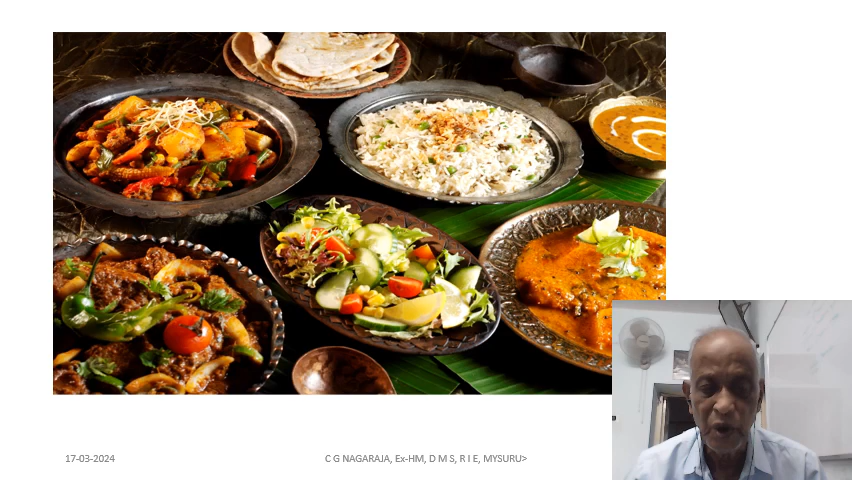 17-03-2024
C G NAGARAJA, Ex-HM, D M S, R I E, MYSURU>